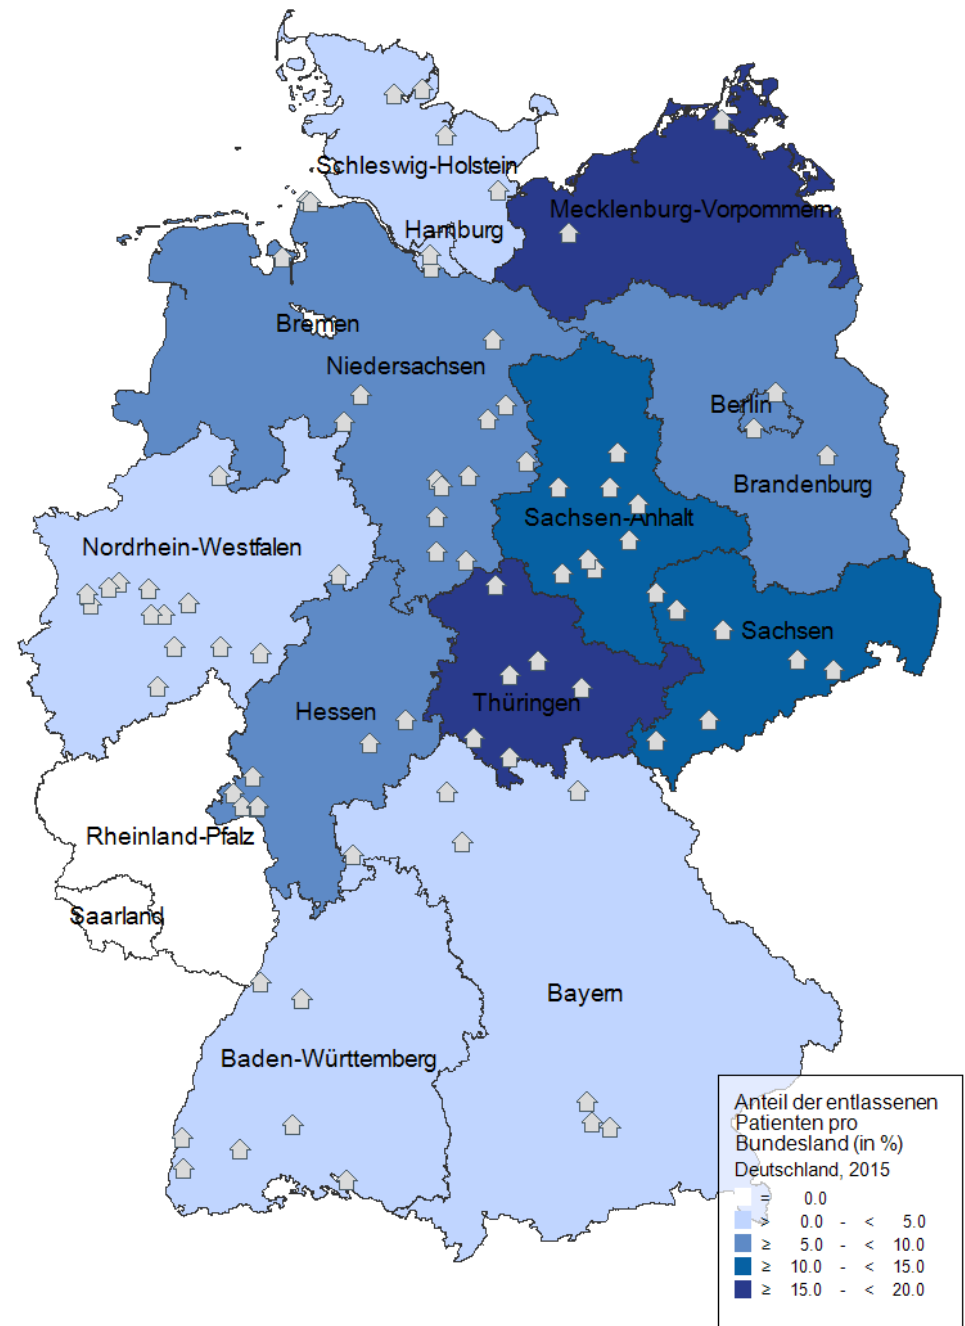 Schleswig-Holstein
Mecklenburg-Vorpommern
Hamburg
Bremen
Niedersachsen
Berlin
Brandenburg
Sachsen-Anhalt
Nordrhein-Westfalen
Sachsen
Thüringen
Hessen
Rheinland-Pfalz
Saarland
Bayern
Baden-Württemberg
Anteil der entlassenen
Patienten pro
Bundesland (in %)
Deutschland, 2015
= 0.0
> 0.0 - < 5.0
≥ 5.0 - < 10.0
≥ 10.0 - < 15.0
≥ 15.0 - < 20.0